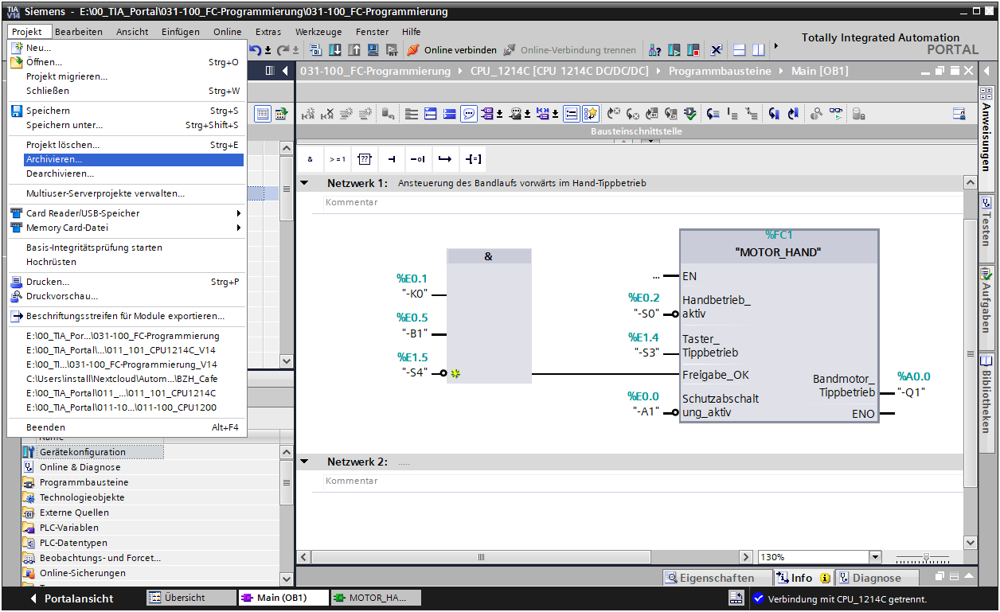 TIA
V14
Siemens - E:\00_TIA_Portal\031-100_FC-Programmierung\031-100_FC-Programmierung
Projekt Bearbeiten Ansicht Einfügen Online Extras Werkzeuge Fenster Hilfe
Totally Integrated Automation
PORTAL
Neu...
Öffnen... Strg+O
Projekt migrieren...
Schließen Strg+W
Speichern Strg+S
Speichern unter... Strg+Shift+S
Projekt löschen... Strg+E
Archivieren...
Dearchivieren...
Multiuser-Serverprojekte verwalten...
Card Reader/USB-Speicher
Memory Card-Datei
Basis-Integritätsprüfung starten
Hochrüsten
Drucken... Strg+P
Druckvorschau...
Beschriftungsstreifen für Module exportieren...
E:\00_TIA_Por...\031-100_FC-Programmierung
E:\00_TIA_Portal\...\011_101_CPU1214C_V14
E:\00_TI...\031-100_FC-Programmierung_V14
C:\Users\install\Nextcloud\Autom...\BZH_Cafe
E:\00_TIA_Portal\011_...\011_101_CPU1214C
E:\00_TIA_Portal\011-10...\011-100_CPU1200
Beenden Alt+F4
Name
Gerätekonfiguration
Online & Diagnose
Programmbausteine
Technologieobjekte
Externe Quellen
PLC-Variablen
PLC-Datentypen
Beobachtungs- und Forcet...
Online-Sicherungen
Online verbinden Online-Verbindung trennen
031-100_FC-Programmierung CPU_1214C [CPU 1214C DC/DC/DC] Programmbausteine Main [OB1]
Bausteinschnittstelle
& >=1 ??
Netzwerk 1: Ansteuerung des Bandlaufs vorwärts im Hand-Tippbetrieb
Kommentar
&
%E0.1
"-K0"
%E0.5
"-B1"
%E1.5
"-S4"
%FC1
"MOTOR_HAND"
... EN
%E0.2
"-S0"
Handbetrieb_
aktiv
%E1.4
"-S3"
Taster_
Tippbetrieb
Freigabe_OK
%E0.0
"-A1"
Schutzabschalt
ung_aktiv
Bandmotor_
Tippbetrieb
%A0.0
"-Q1"
ENO
Netzwerk 2: .....
Kommentar
130%
Eigenschaften Info Diagnose
Anweisungen
Testen
Aufgaben
Bibliotheken
Portalansicht Übersicht Main (OB1) MOTOR_HA... Verbindung mit CPU_1214C getrennt.